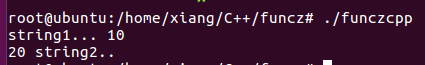 root@ubuntu:/home/xiang/C++/funcz# ./funczcpp
string1... 10
20 string2..